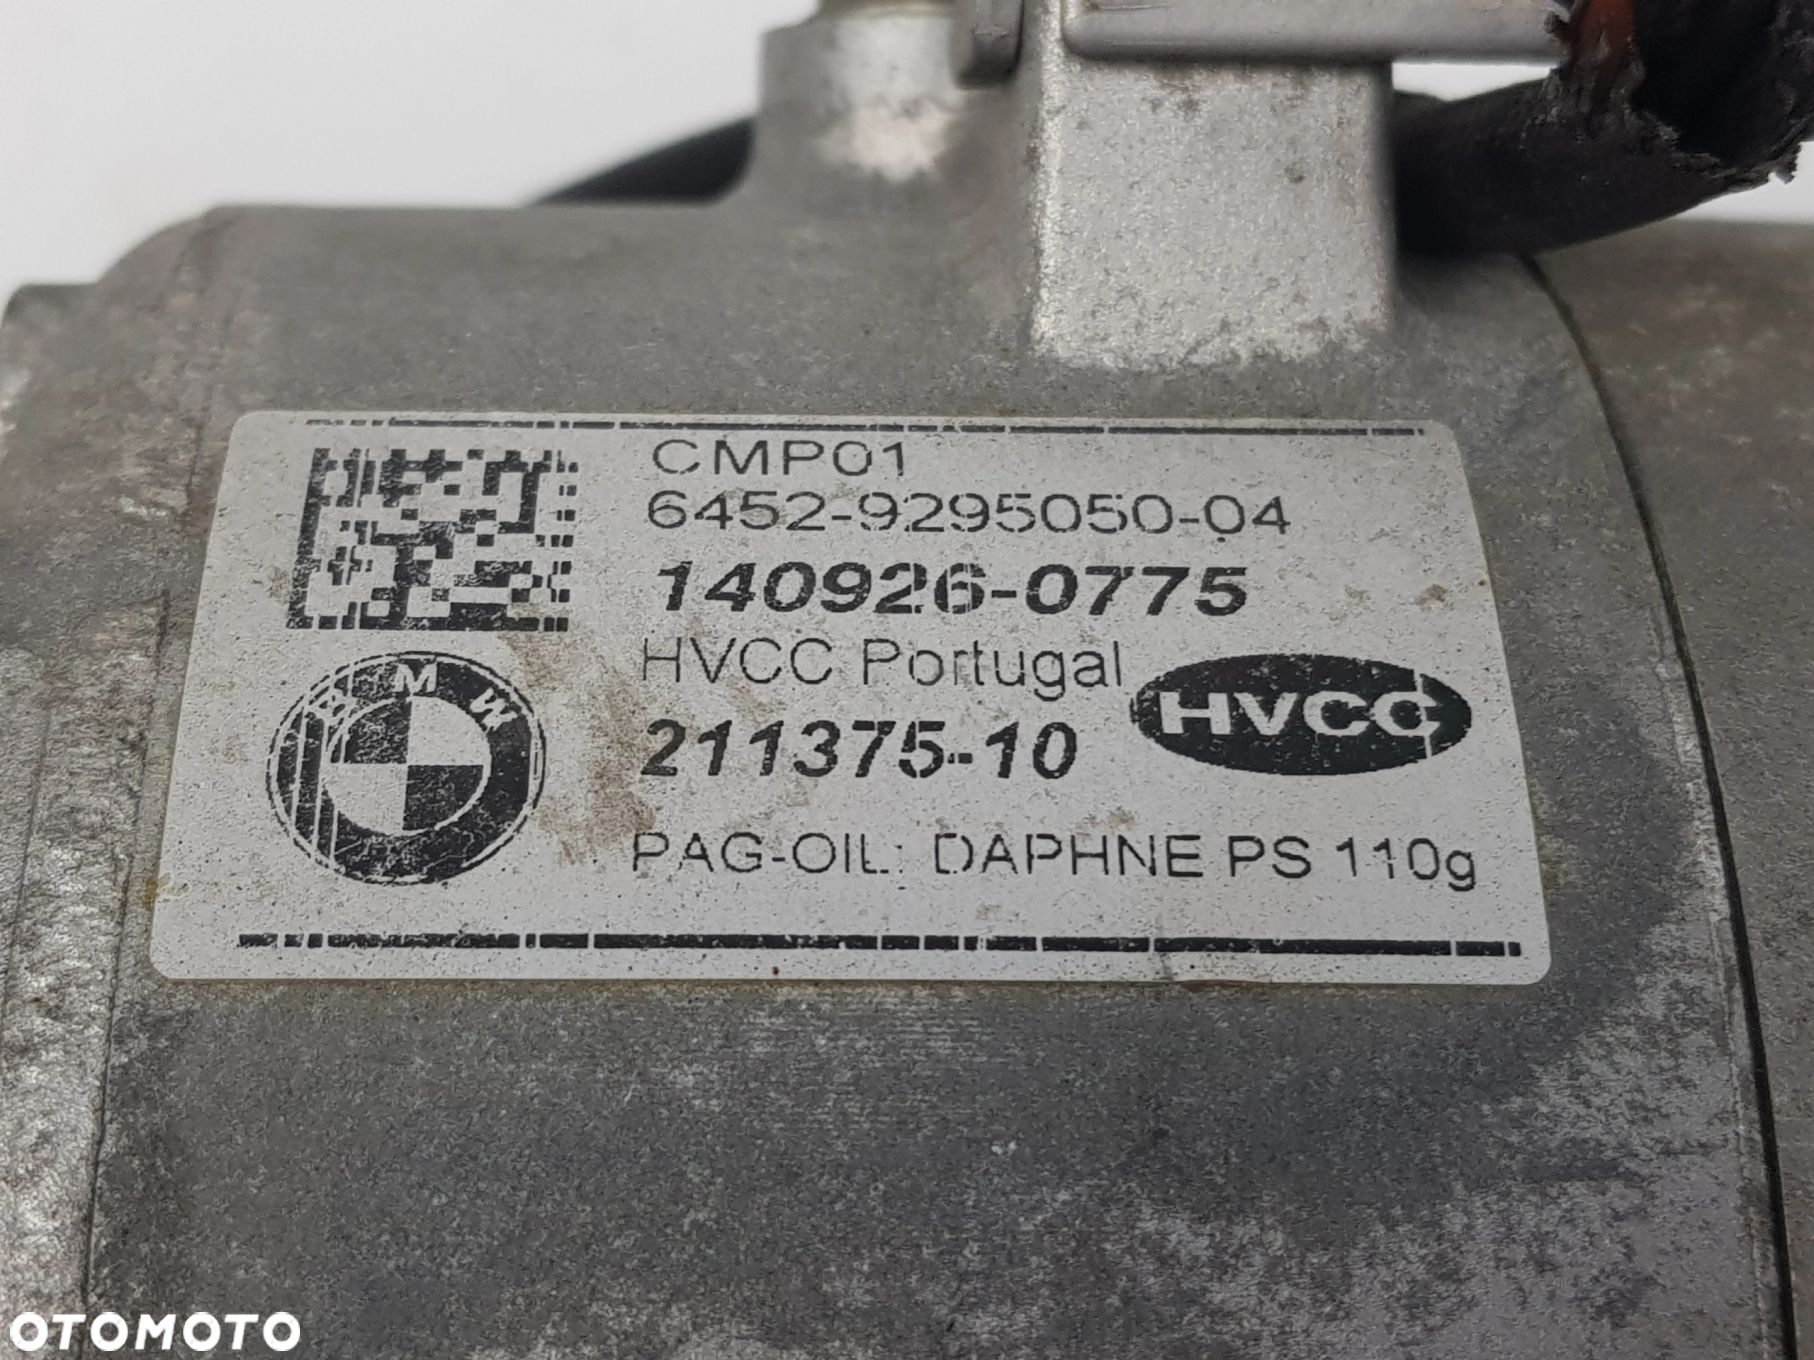 CMP01
6452-9295050-04
140926-0775
HVCC Portugal
BMW
HVCC
211375-10
PAG-OIL: DAPHNE PS 110g
OTOMOTO